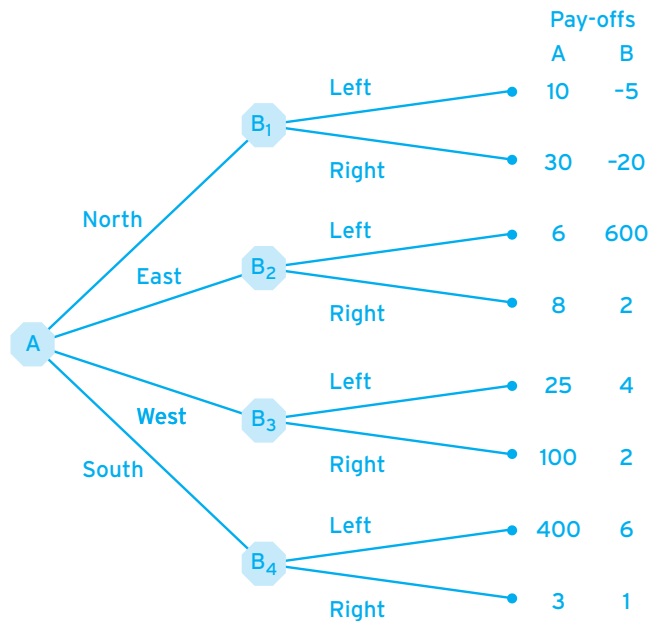 Pay-offs
A B
Left 10 -5
B1
Right 30 -20
North
Left 6 600
East B2
Right 8 2
A
Left 25 4
West B3
Right 100 2
South
Left 400 6
B4
Right 3 1